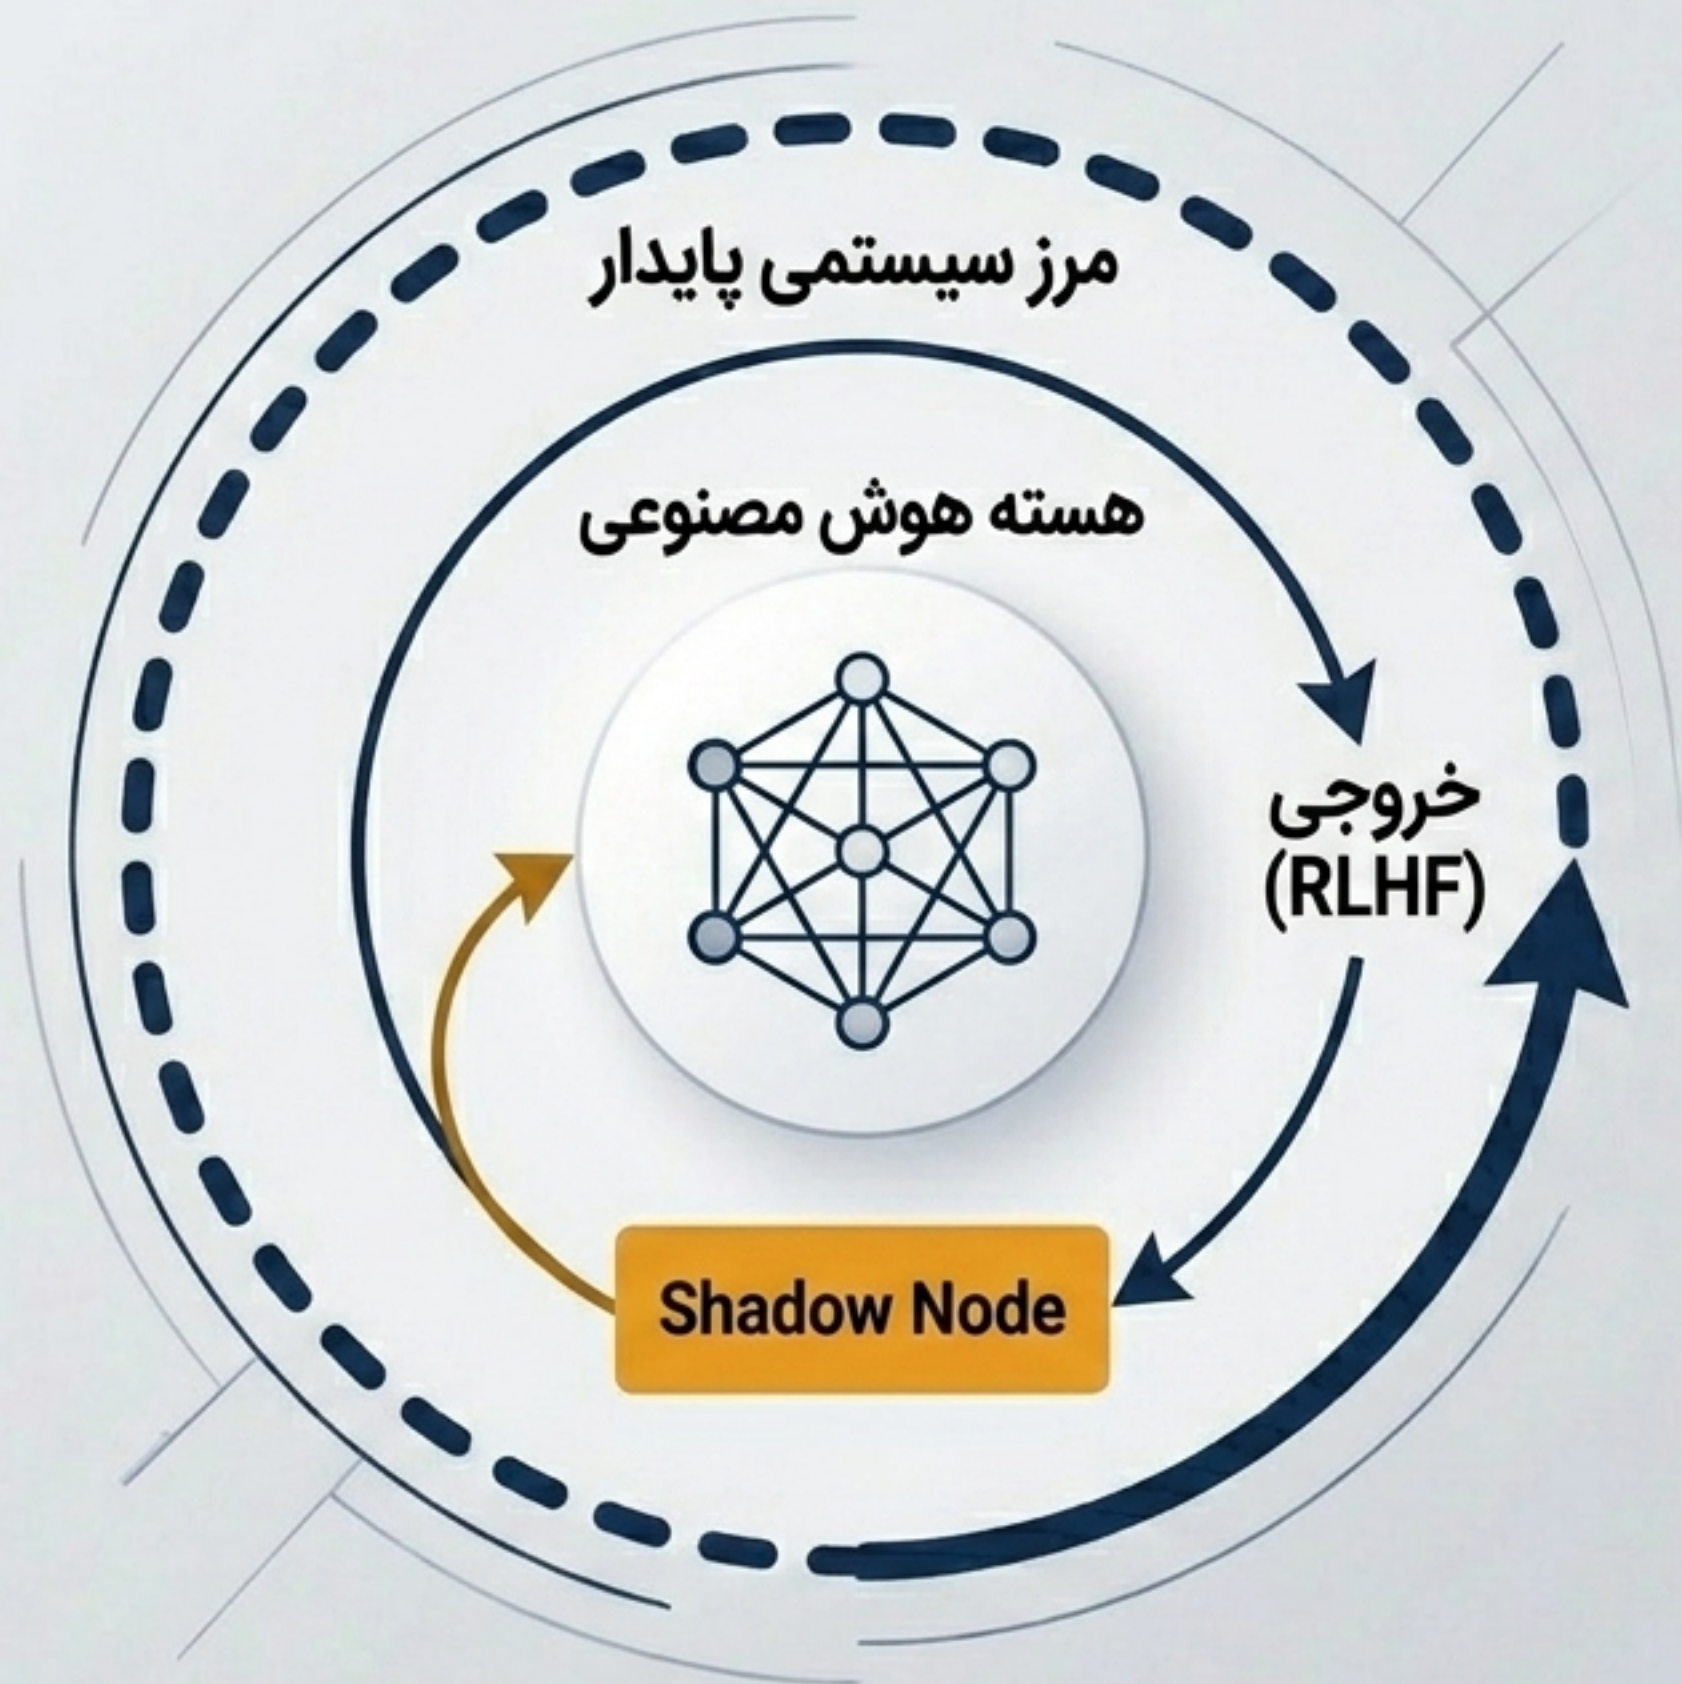 مرز سیستمی پایدار
هسته هوش مصنوعی
خروجی
(RLHF)
Shadow Node